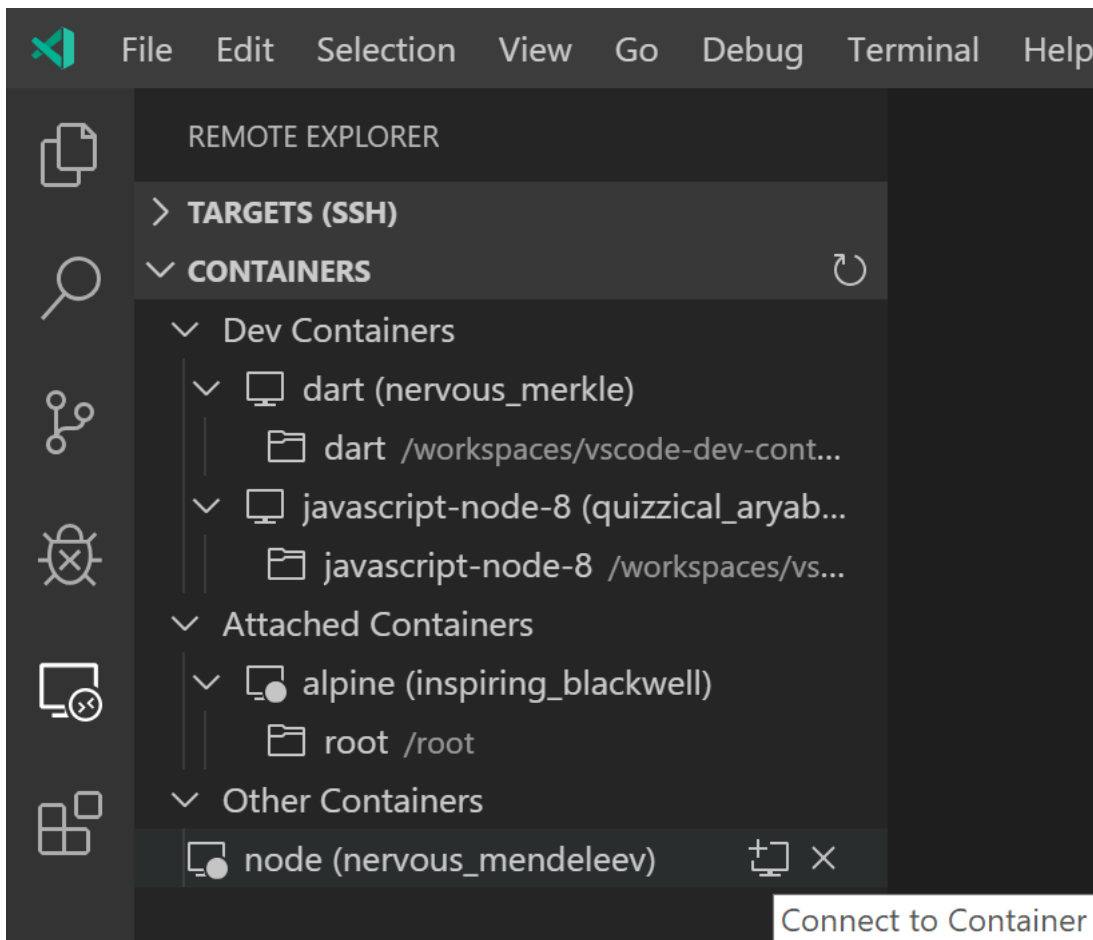 File Edit Selection View Go Debug Terminal Help
REMOTE EXPLORER
TARGETS (SSH)
CONTAINERS
Dev Containers
dart (nervous_merkle)
dart /workspaces/vscode-dev-cont...
javascript-node-8 (quizzical_aryab...
javascript-node-8 /workspaces/vs...
Attached Containers
alpine (inspiring_blackwell)
root /root
Other Containers
node (nervous_mendeleev)
Connect to Container